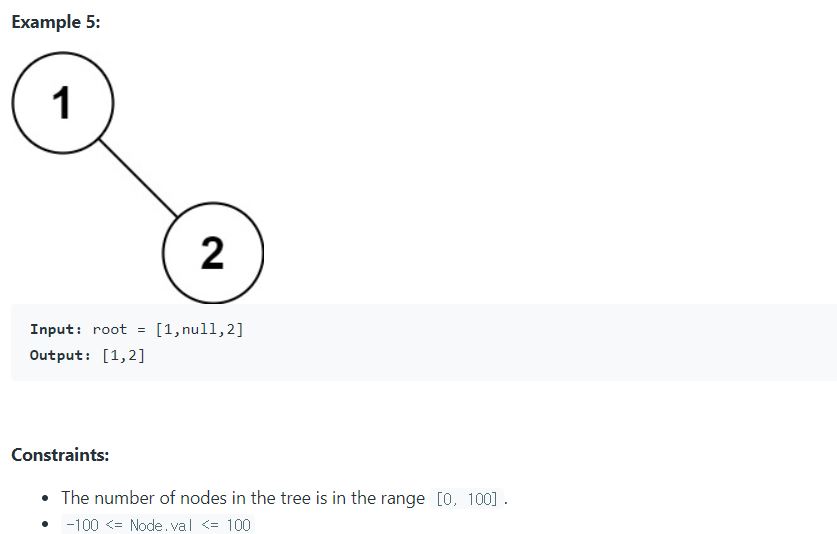 Example 5:
1
2
Input: root = [1,null,2]
Output: [1,2]
Constraints:
• The number of nodes in the tree is in the range [0, 100] .
• -100 <= Node.val <= 100